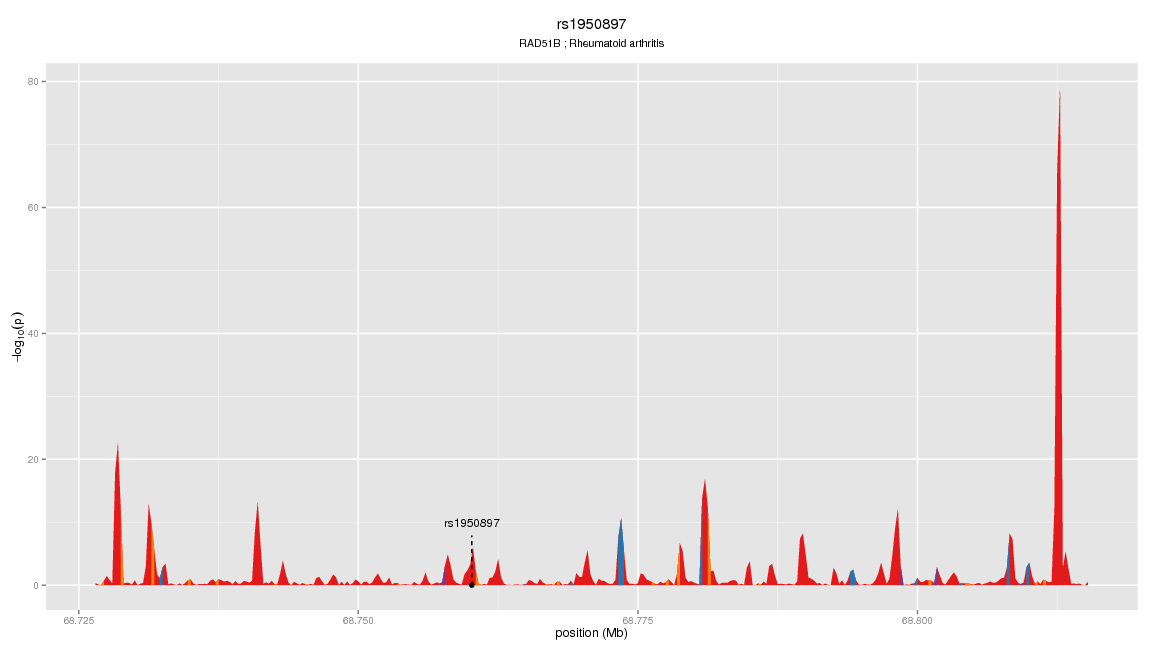 rs1950897
RAD51B ; Rheumatoid arthritis
80
60
40
20
0
−log10(p)
rs1950897
68.725
68.750
68.775
68.800
position (Mb)